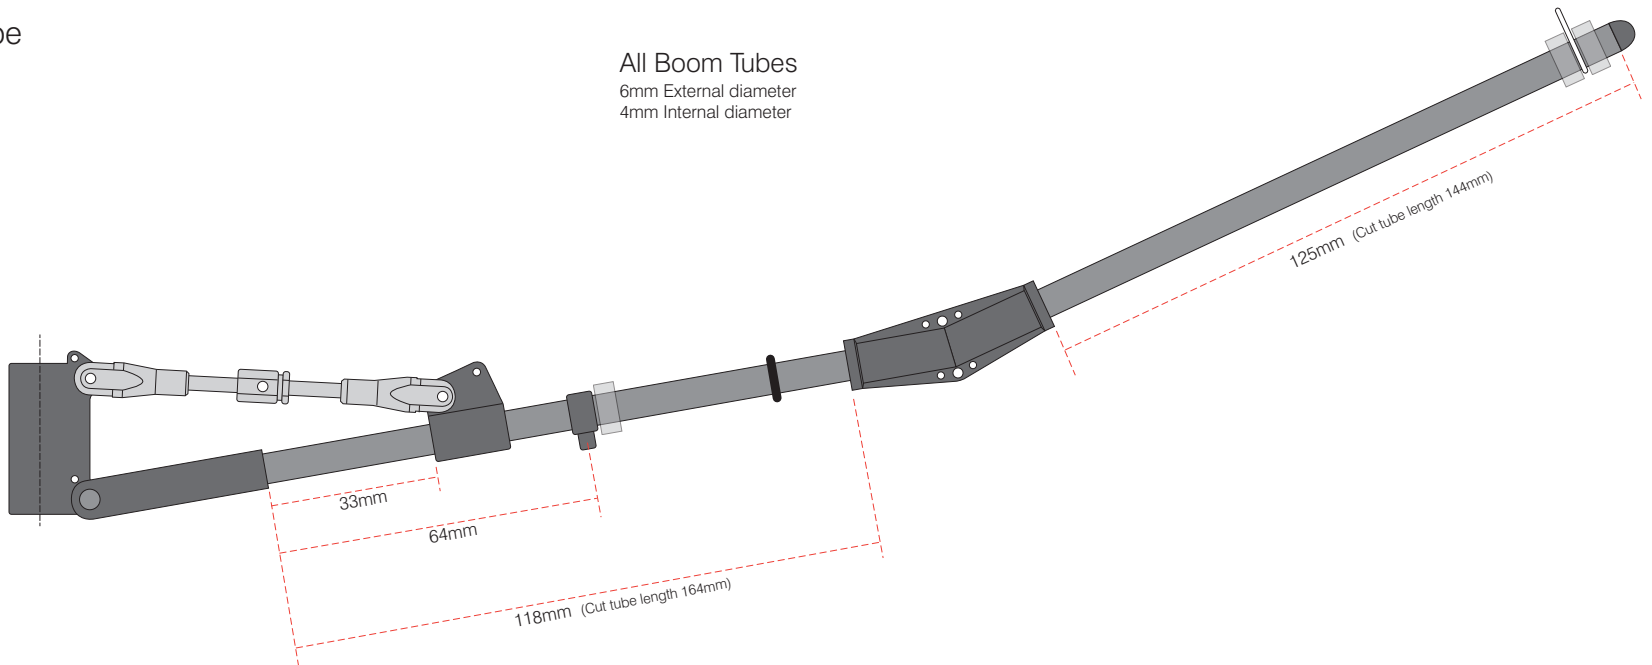 All Boom Tubes
6mm External diameter
4mm Internal diameter
125mm (Cut tube length 144mm)
33mm
64mm
118mm (Cut tube length 164mm)